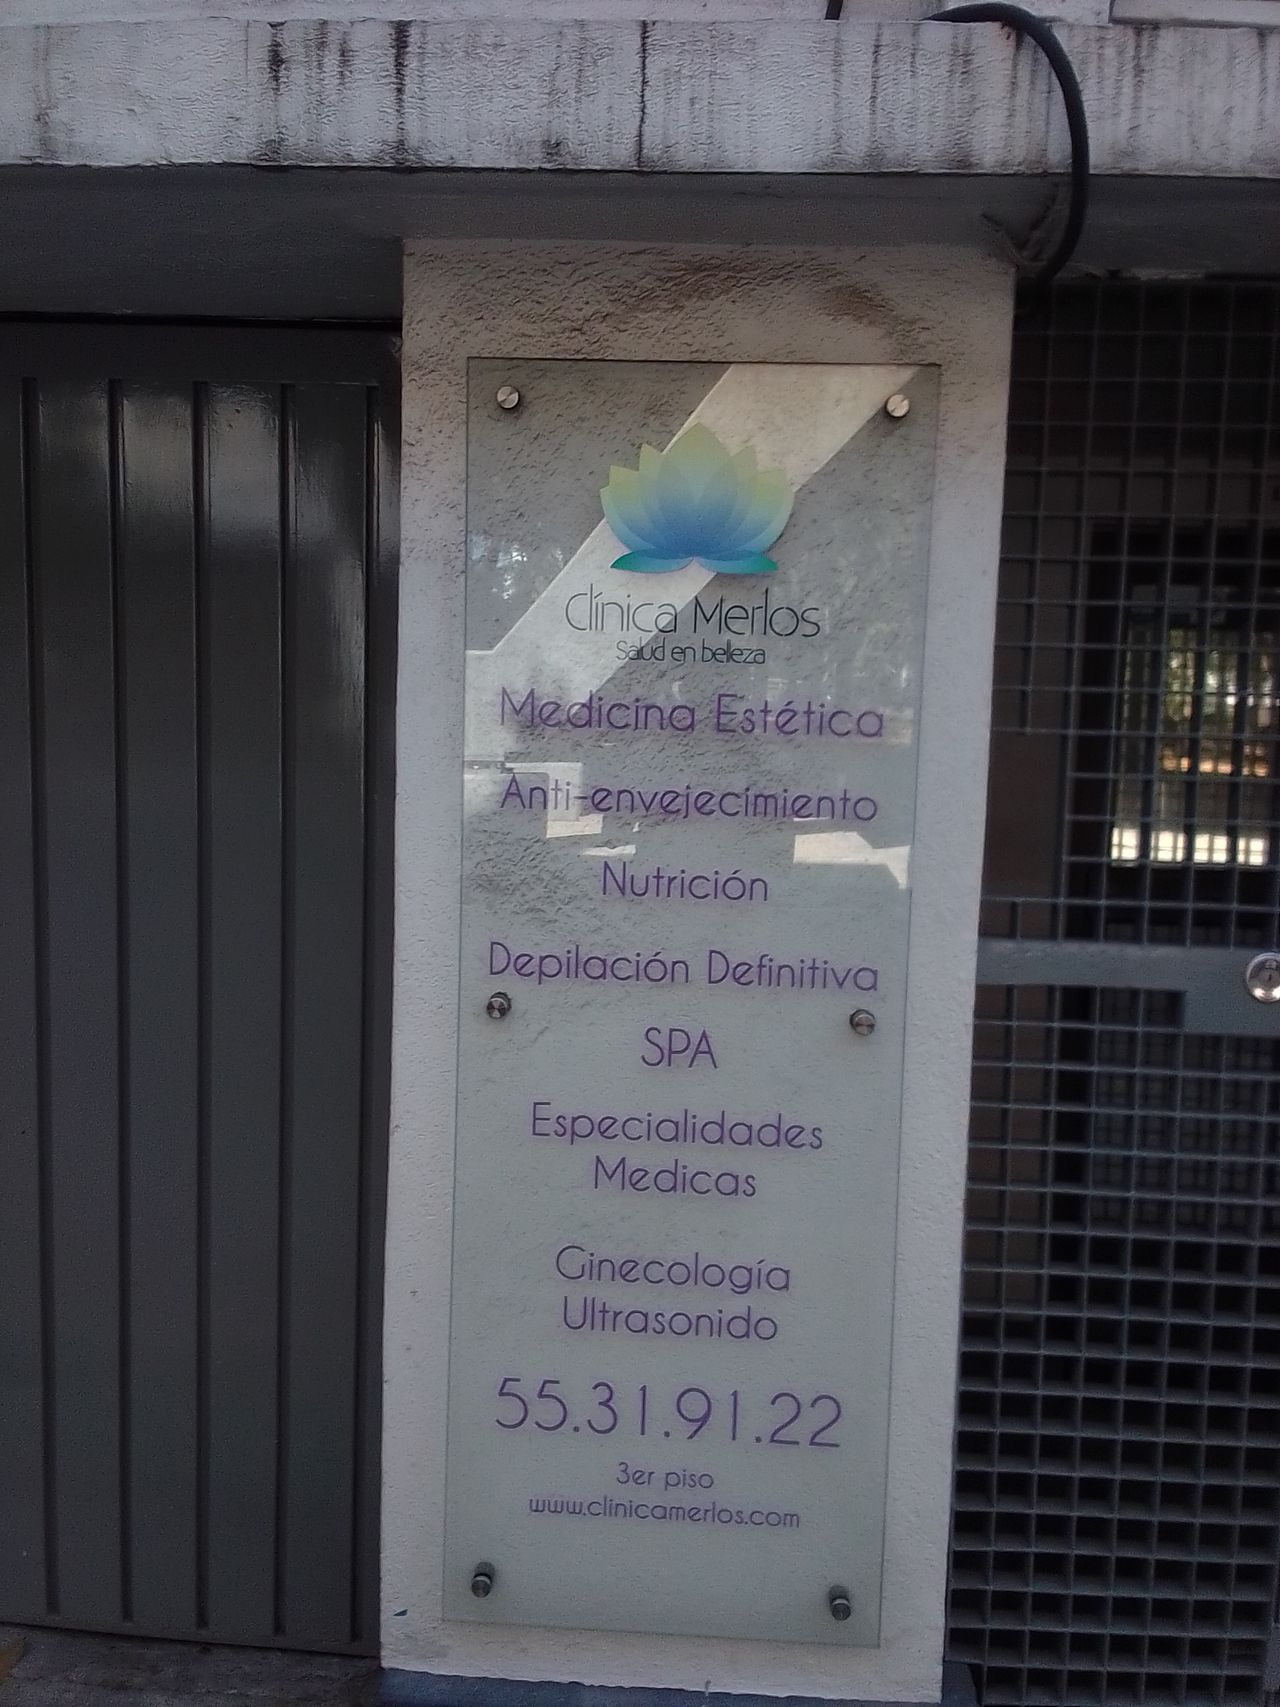 Clínica Merlos
Salud en belleza
Medicina Estética
Anti-envejecimiento
Nutrición
Depilación Definitiva
SPA
Especialidades
Medicas
Ginecología
Ultrasonido
55.31.91.22
3er piso
www.clinicamerlos.com